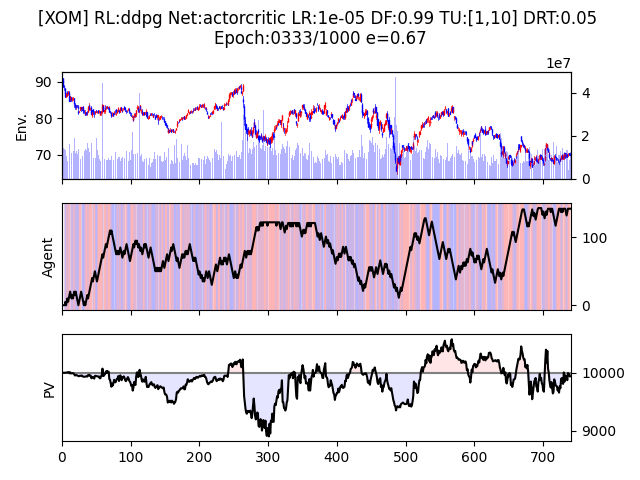 [XOM] RL:ddpg Net:actorcritic LR:1e-05 DF:0.99 TU:[1,10] DRT:0.05
Epoch:0333/1000 e=0.67
1e7
90
80
70
Env.
4
2
0
Agent
100
0
PV
10000
9000
0 100 200 300 400 500 600 700